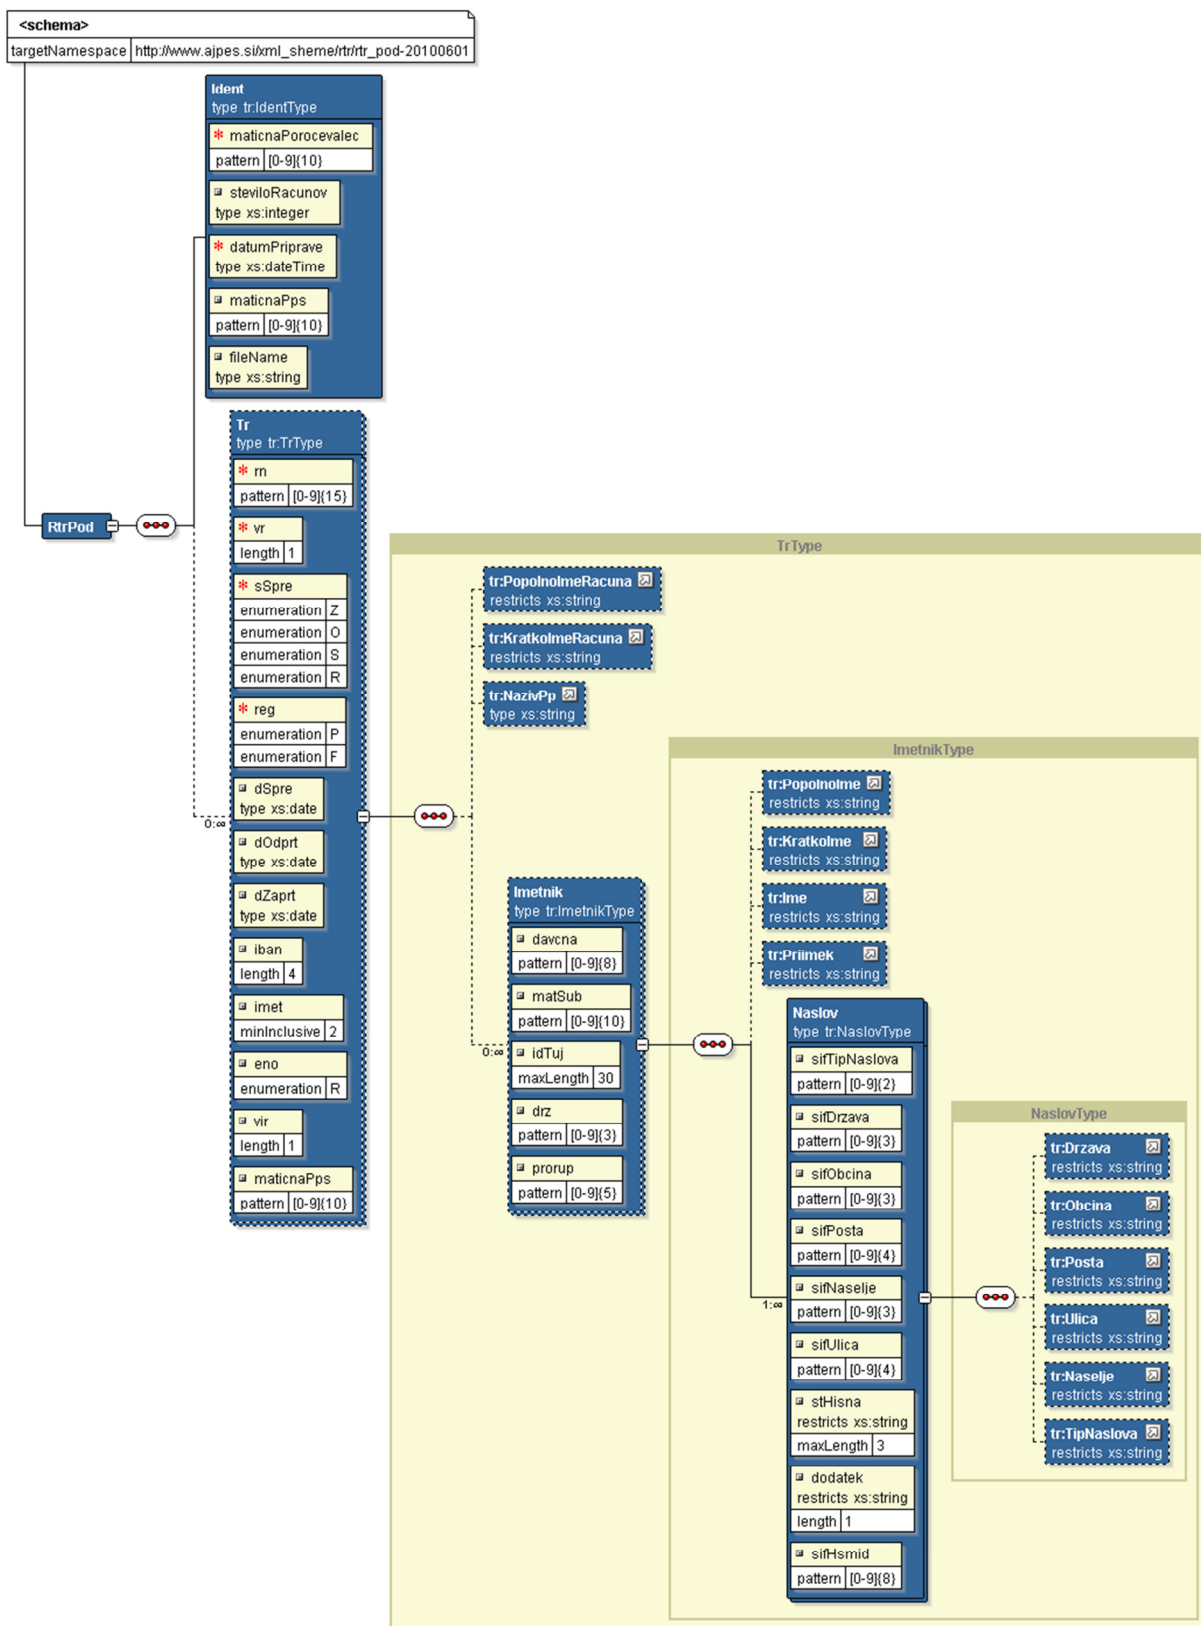 <schema>
targetNamespace http://www.ajpes.si/xml_sheme/rtr/rtr_pod-20100601
Ident
type tr:IdentType
* maticnaPorocevalec
pattern [0-9]{10}
steviloRacunov
type xs:integer
* datumPriprave
type xs:dateTime
maticnaPps
pattern [0-9]{10}
fileName
type xs:string
RtrPod
Tr
type tr:TrType
* rn
pattern [0-9]{15}
* vr
length 1
* sSpre
enumeration Z
enumeration O
enumeration S
enumeration R
* reg
enumeration P
enumeration F
dSpre
type xs:date
0:∞
dOdprt
type xs:date
dZaprt
type xs:date
iban
length 4
imet
minInclusive 2
eno
enumeration R
vir
length 1
maticnaPps
pattern [0-9]{10}
TrType
tr:PopolnoImeRacuna
restricts xs:string
tr:KratkoImeRacuna
restricts xs:string
tr:NazivPp
type xs:string
Imetnik
type tr:ImetnikType
davcna
pattern [0-9]{8}
matSub
pattern [0-9]{10}
0:∞
idTuj
maxLength 30
drz
pattern [0-9]{3}
prorup
pattern [0-9]{5}
ImetnikType
tr:PopolnoIme
restricts xs:string
tr:KratkoIme
restricts xs:string
tr:Ime
restricts xs:string
tr:Priimek
restricts xs:string
Naslov
type tr:NaslovType
sifTipNaslova
pattern [0-9]{2}
sifDrzava
pattern [0-9]{3}
sifObcina
pattern [0-9]{3}
sifPosta
pattern [0-9]{4}
sifNaselje
pattern [0-9]{3}
1:∞
sifUlica
pattern [0-9]{4}
stHisna
restricts xs:string
maxLength 3
dodatek
restricts xs:string
length 1
sifHsmid
pattern [0-9]{8}
NaslovType
tr:Drzava
restricts xs:string
tr:Obcina
restricts xs:string
tr:Posta
restricts xs:string
tr:Ulica
restricts xs:string
tr:Naselje
restricts xs:string
tr:TipNaslova
restricts xs:string